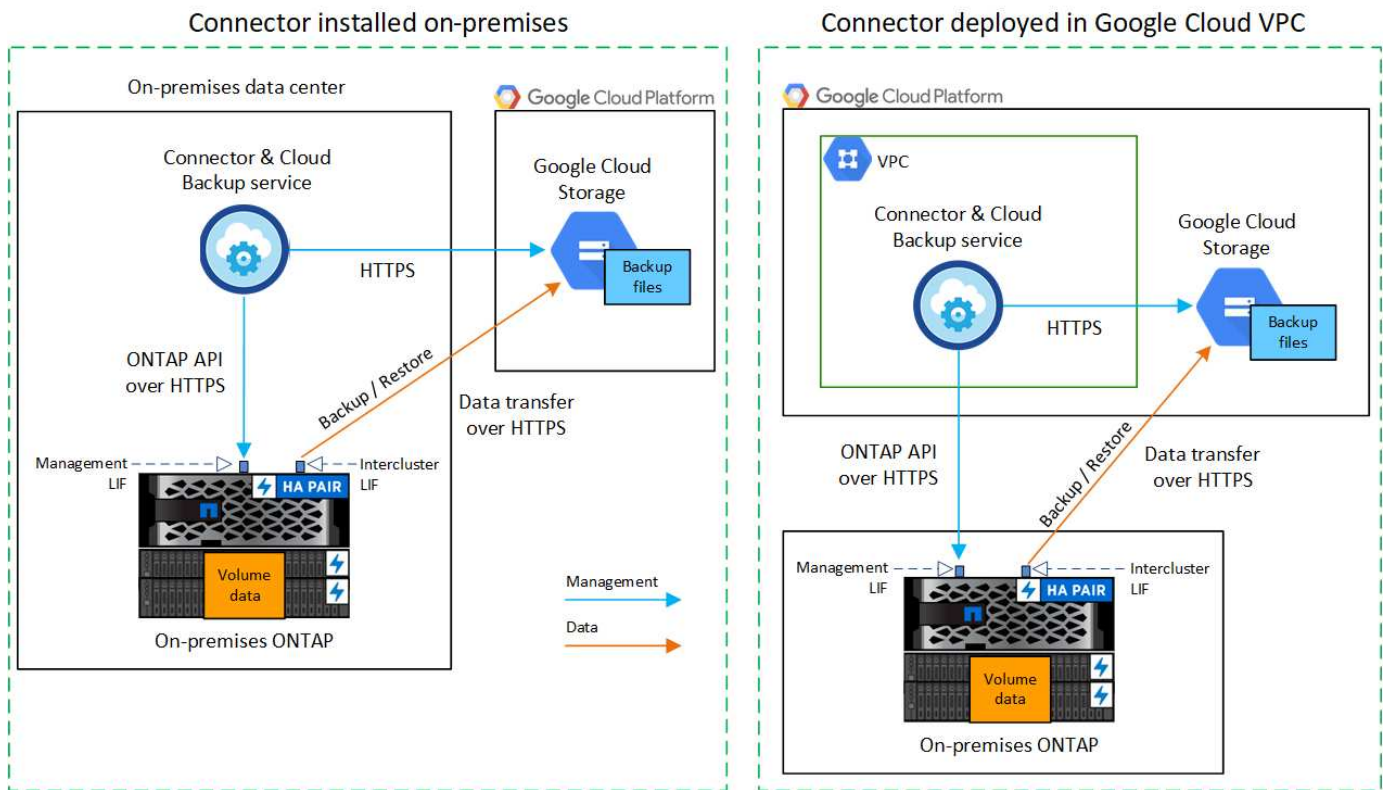 Connector installed on-premises
On-premises data center
Google Cloud Platform
Connector & Cloud
Backup service
Google Cloud
Storage
HTTPS
Backup
files
ONTAP API
over HTTPS
Backup / Restore
Data transfer
over HTTPS
Management
LIF
Intercluster
LIF
HA PAIR
Volume
data
On-premises ONTAP
Management
Data
Connector deployed in Google Cloud VPC
Google Cloud Platform
VPC
Connector & Cloud
Backup service
Google Cloud
Storage
HTTPS
Backup
files
ONTAP API
over HTTPS
Backup / Restore
Data transfer
over HTTPS
Management
LIF
Intercluster
LIF
HA PAIR
Volume
data
On-premises ONTAP